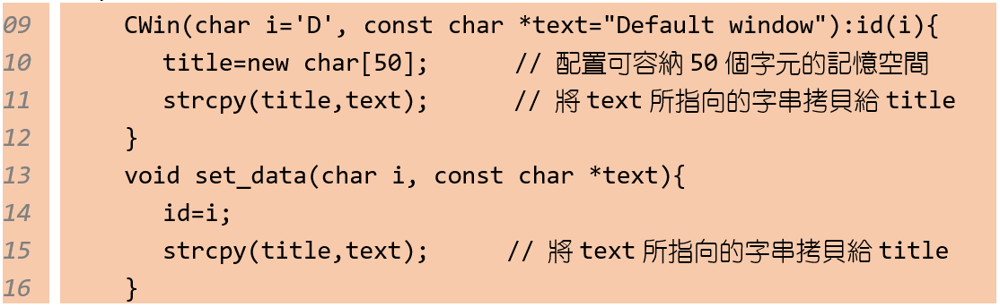 09 CWin(char i='D', const char *text="Default window"):id(i){
10 title=new char[50]; // 配置可容納 50 個字元的記憶空間
11 strcpy(title,text); // 將 text 所指向的字串拷貝給 title
12 }
13 void set_data(char i, const char *text){
14 id=i;
15 strcpy(title,text); // 將 text 所指向的字串拷貝給 title
16 }